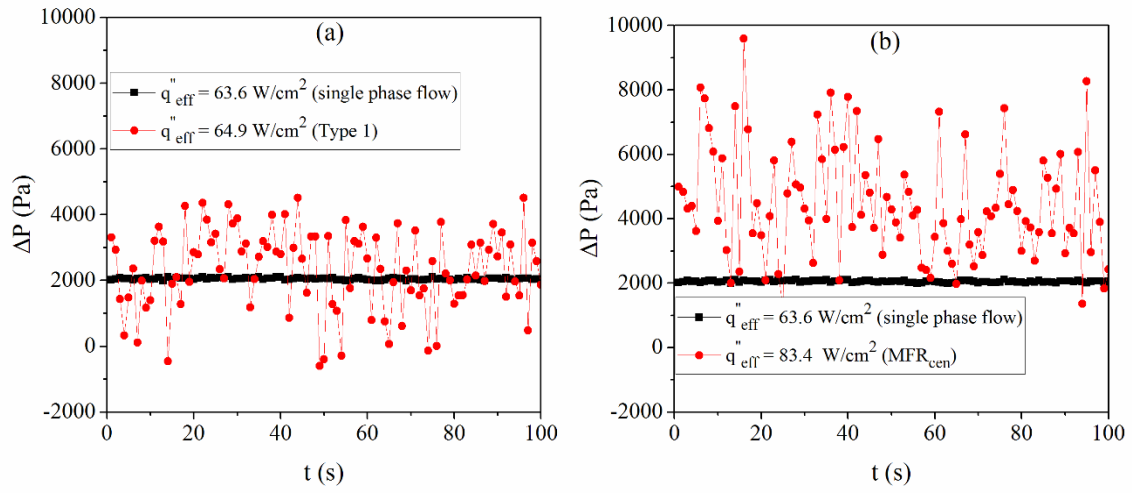 (a)
10000
8000
6000
4000
2000
0
-2000
q"eff = 63.6 W/cm2 (single phase flow)
q"eff = 64.9 W/cm2 (Type 1)
ΔP (Pa)
0 20 40 60 80 100
t (s)
(b)
10000
8000
6000
4000
2000
0
-2000
q"eff = 63.6 W/cm2 (single phase flow)
q"eff = 83.4 W/cm2 (MFRcen)
ΔP (Pa)
0 20 40 60 80 100
t (s)